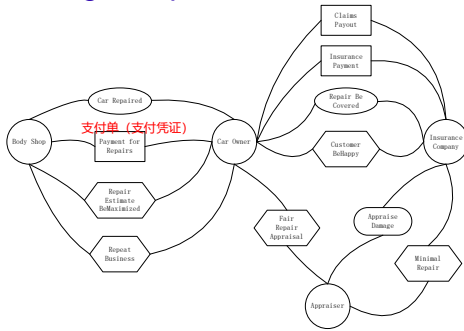 Claims
Payout
Insurance
Payment
Car Repaired
Repair Be
Covered
支付单（支付凭证）
Body Shop
Payment for
Repairs
Car Owner
Customer
BeHappy
Insurance
Company
Repair
Estimate
BeMaximized
Fair
Repair
Appraisal
Appraise
Damage
Repeat
Business
Minimal
Repair
Appraiser